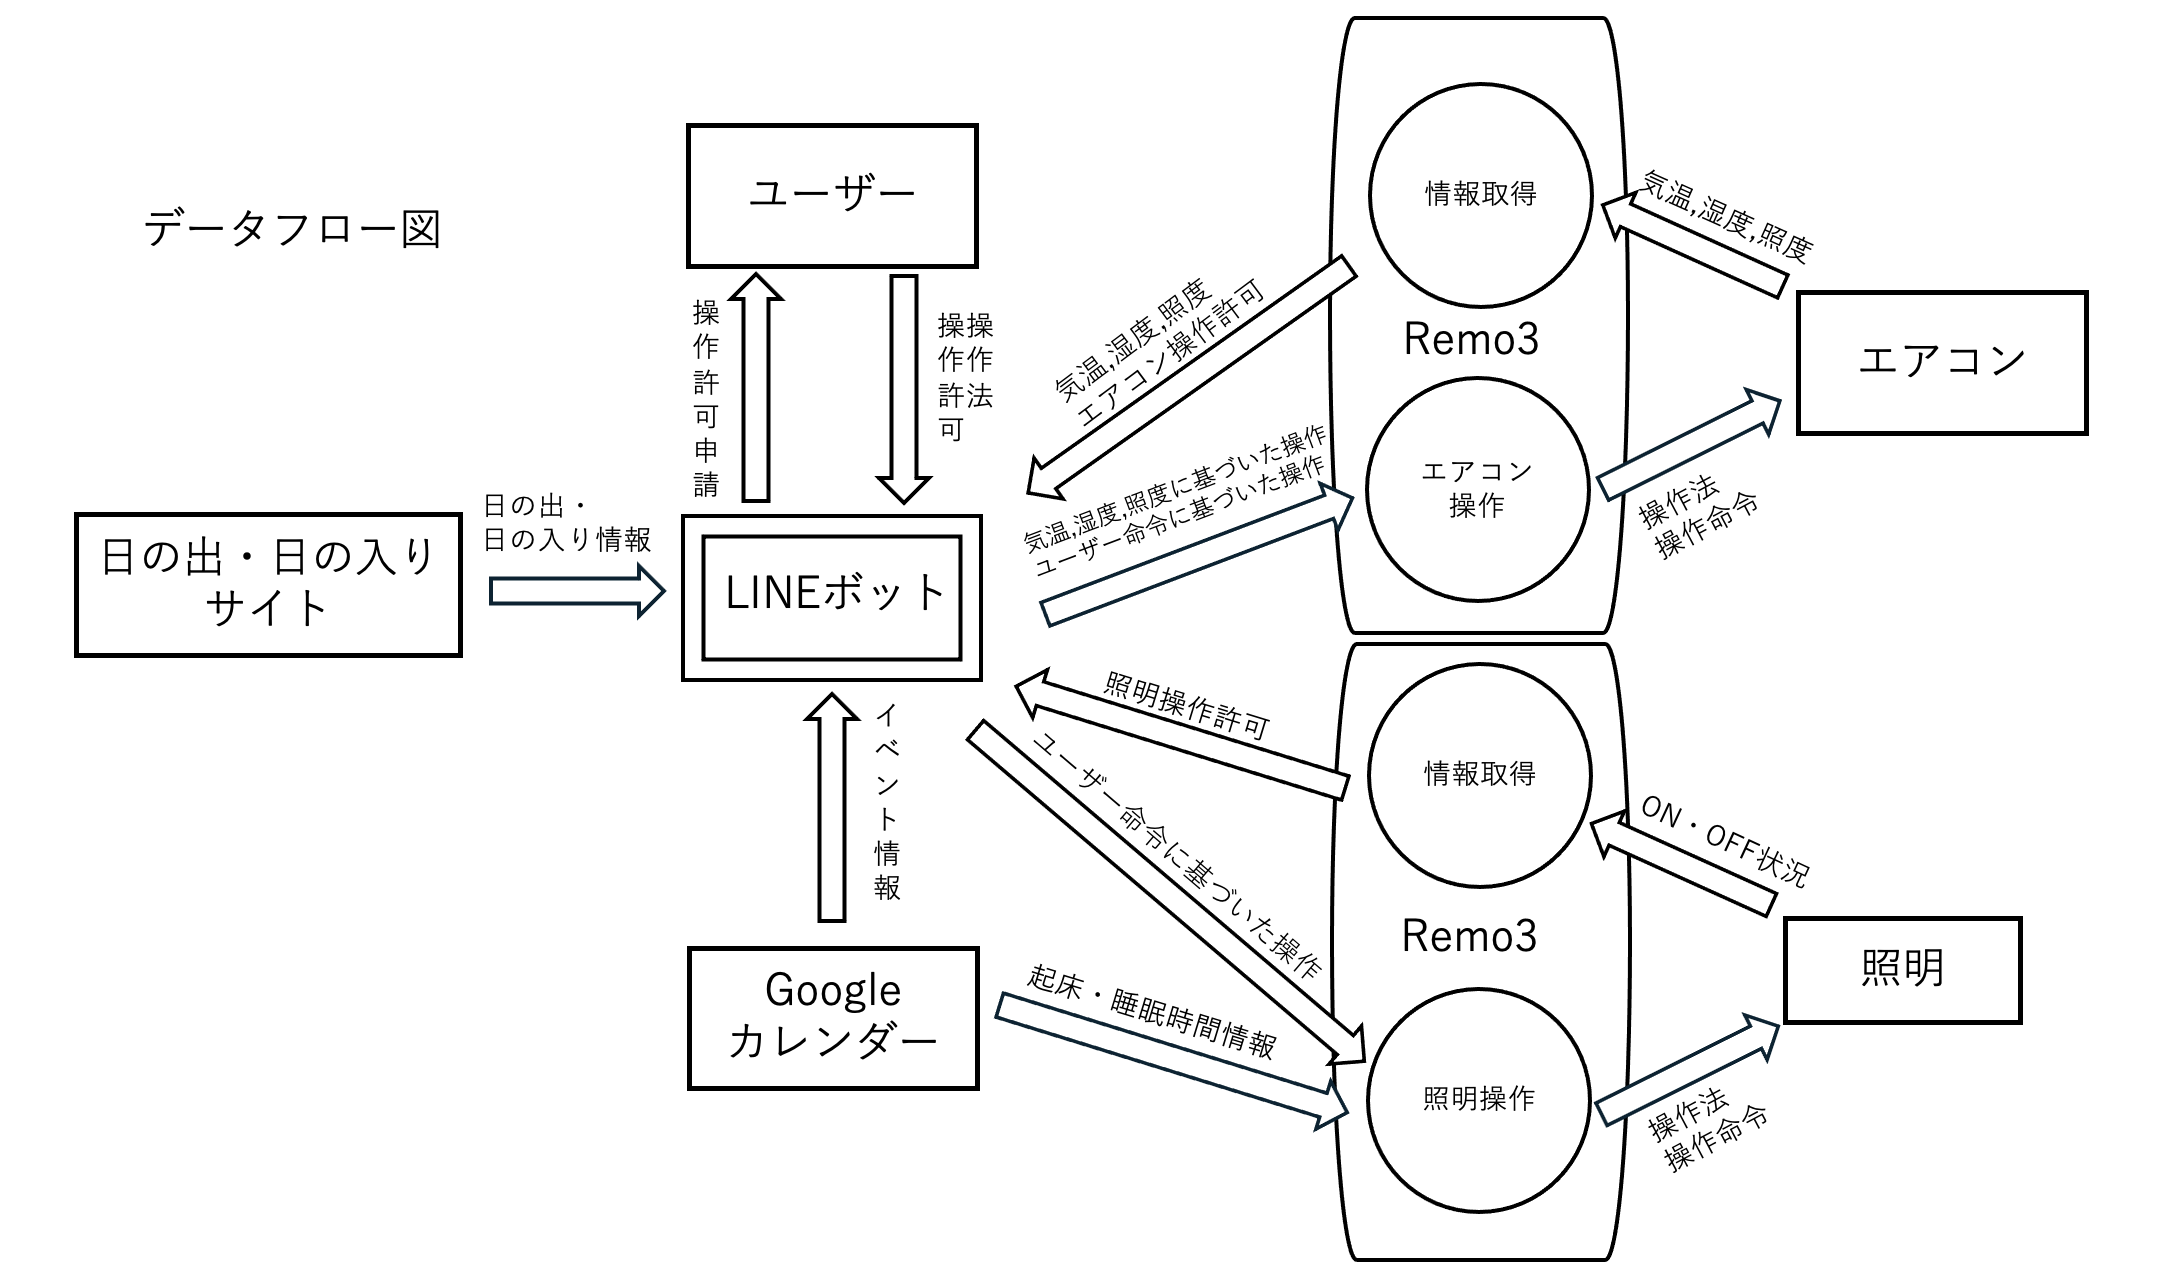 データフロー図
ユーザー
操作許可申請
操作法
操作許可
日の出・日の入り
サイト
日の出・
日の入り情報
LINEボット
イベント情報
Google
カレンダー
気温,湿度,照度
エアコン操作許可
気温,湿度,照度に基づいた操作
ユーザー命令に基づいた操作
情報取得
Remo3
エアコン
操作
気温,湿度,照度
エアコン
操作法
操作命令
照明操作許可
ユーザー命令に基づいた操作
起床・睡眠時間情報
情報取得
Remo3
照明操作
ON・OFF状況
照明
操作法
操作命令